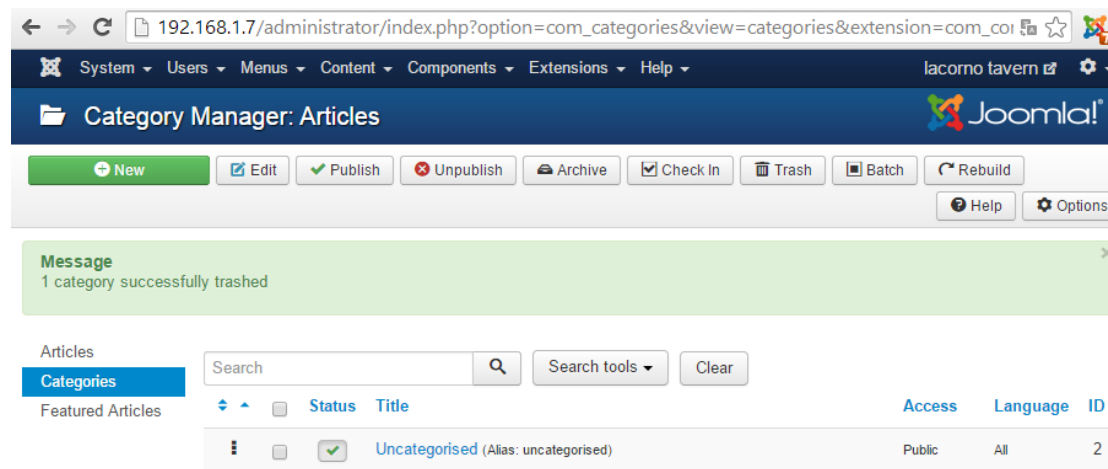 192.168.1.7/administrator/index.php?option=com_categories&view=categories&extension=com_co
System Users Menus Content Components Extensions Help lacorno tavern
Category Manager: Articles Joomla!
New Edit Publish Unpublish Archive Check In Trash Batch Rebuild
Help Options
Message
1 category successfully trashed
Articles
Search Search tools Clear
Categories
Featured Articles
Status Title Access Language ID
Uncategorised (Alias: uncategorised) Public All 2